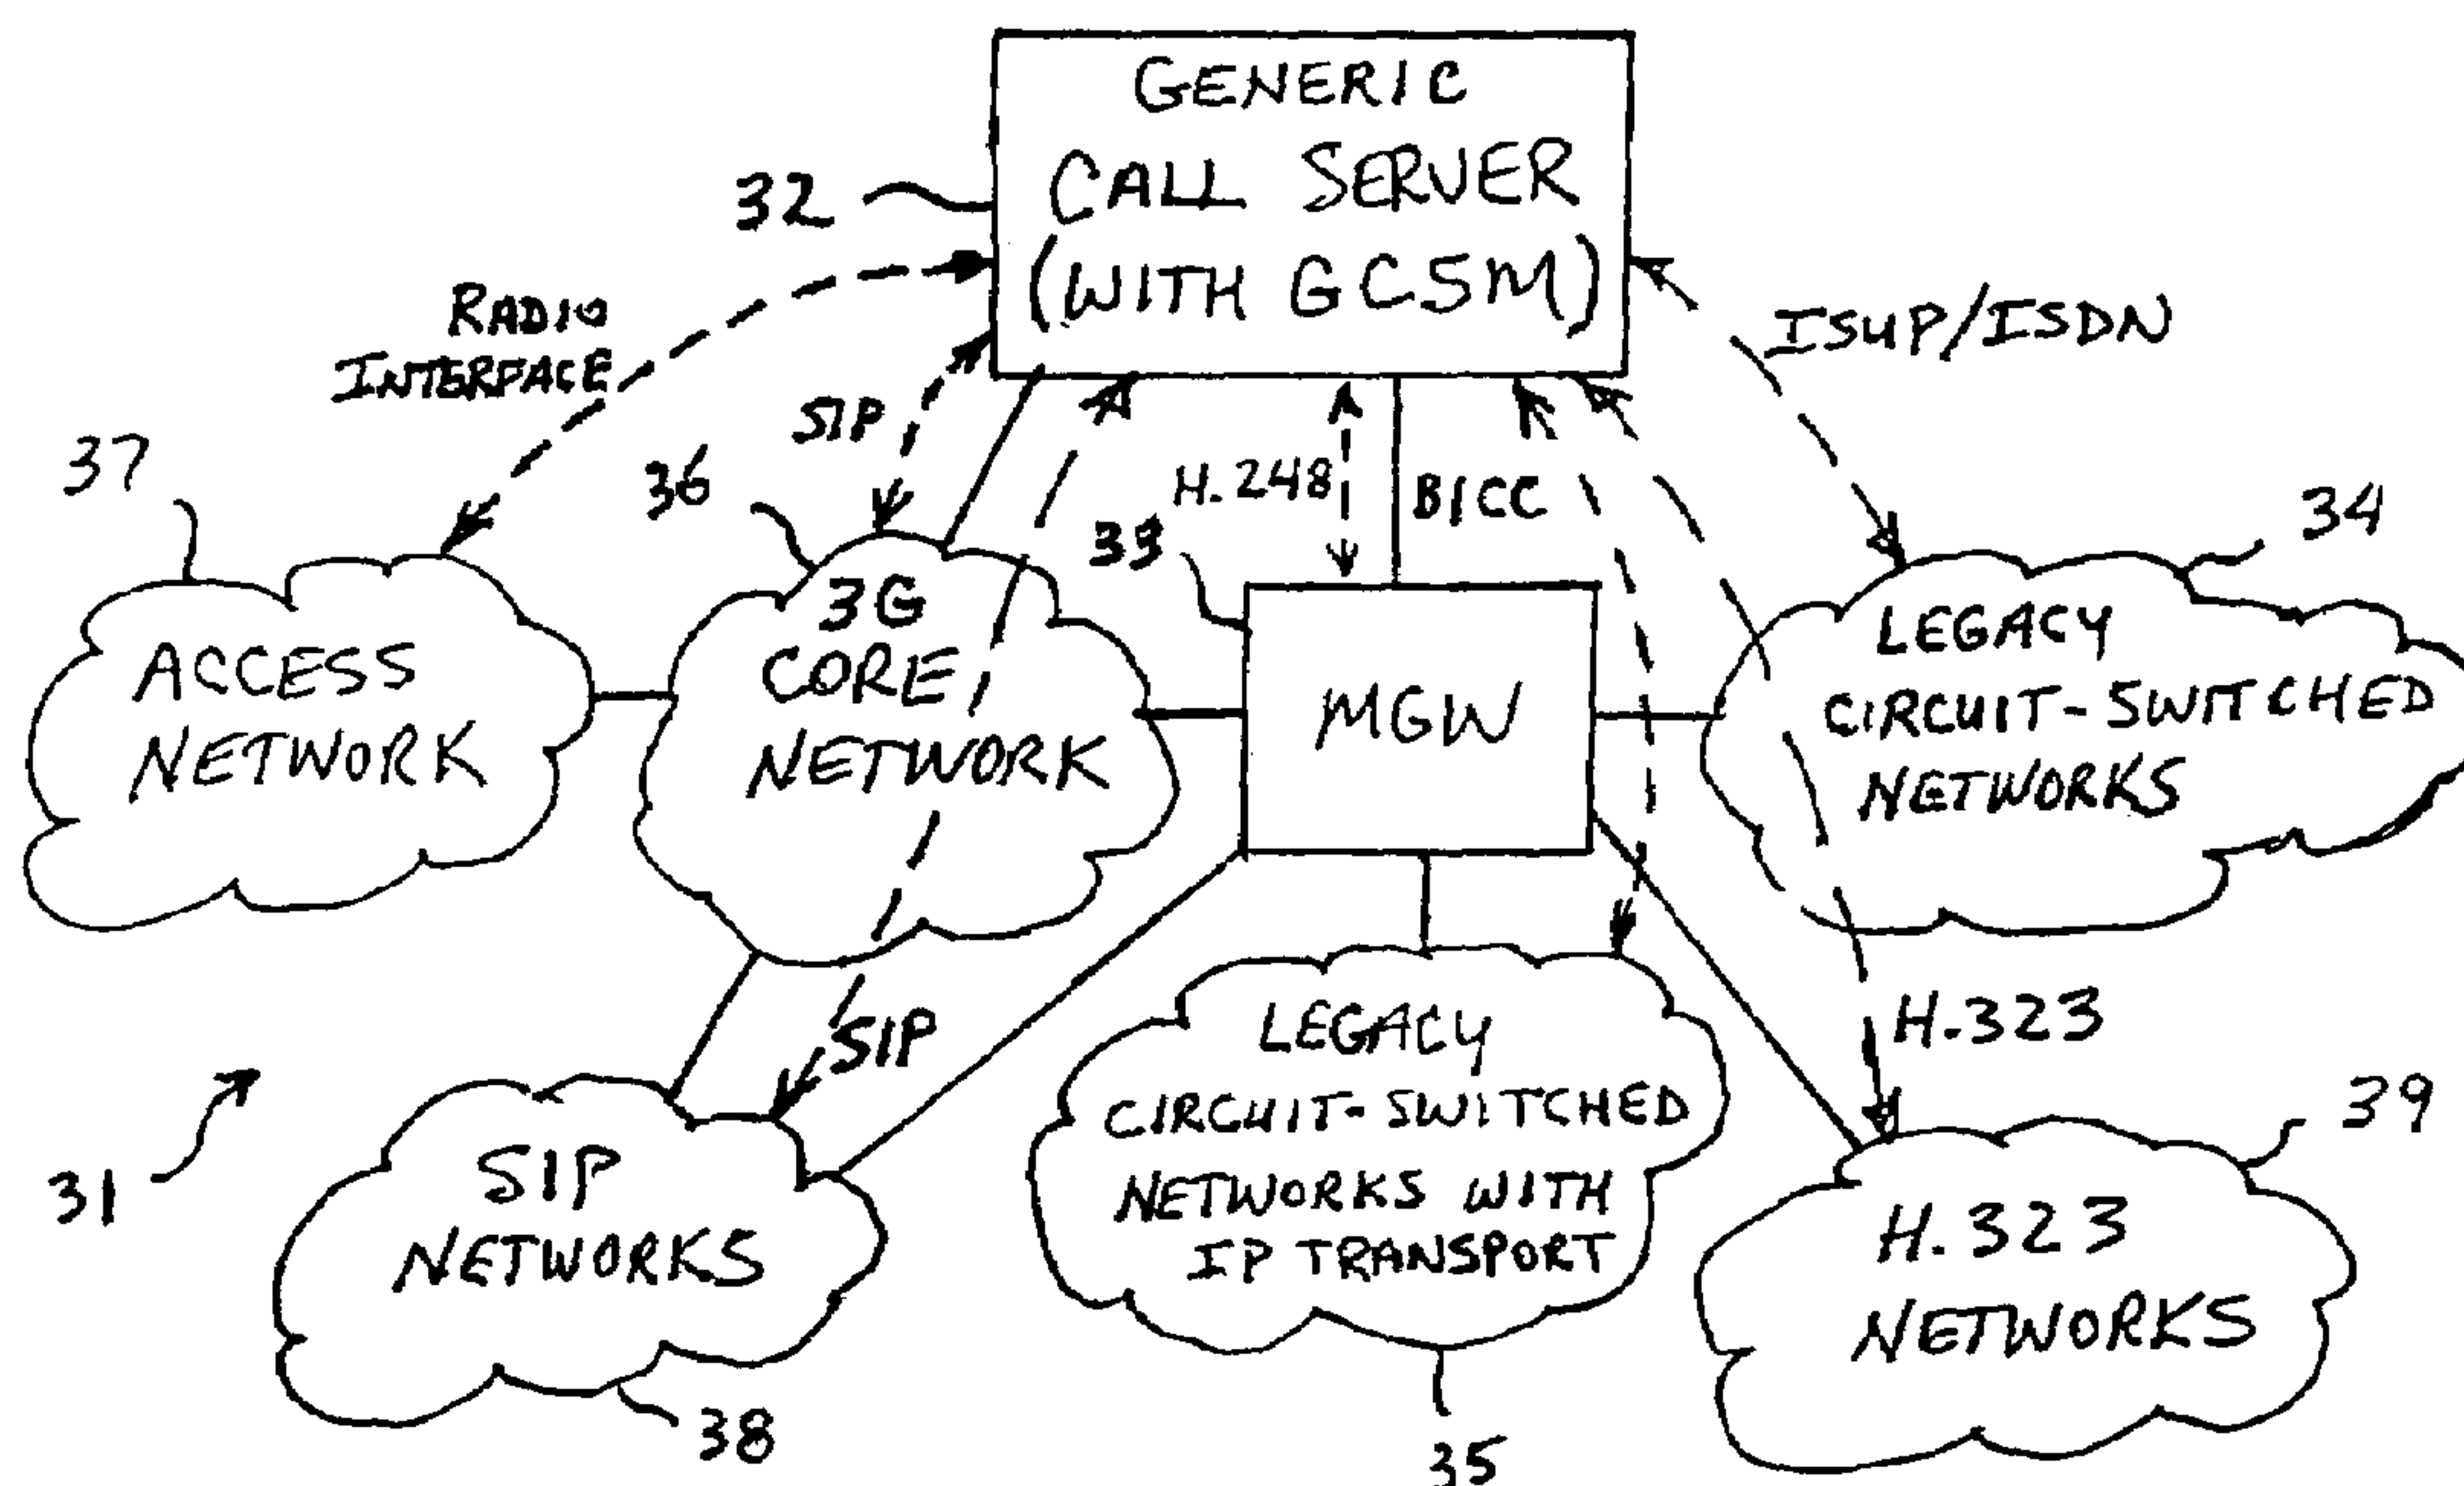 GENERIC
CALL SERVER
(WITH GCSM)
32
RADIO
INTERFACE
ISUP/ISDN
SIP
37
36
H.248
BICC
34
33
3G
CORE
NETWORK
ACCESS
NETWORK
MGW
LEGACY
CIRCUIT-SWITCHED
NETWORKS
SIP
LEGACY
CIRCUIT-SWITCHED
NETWORKS WITH
IP TRANSPORT
H.323
39
31
SIP
NETWORKS
H.323
NETWORKS
38
35